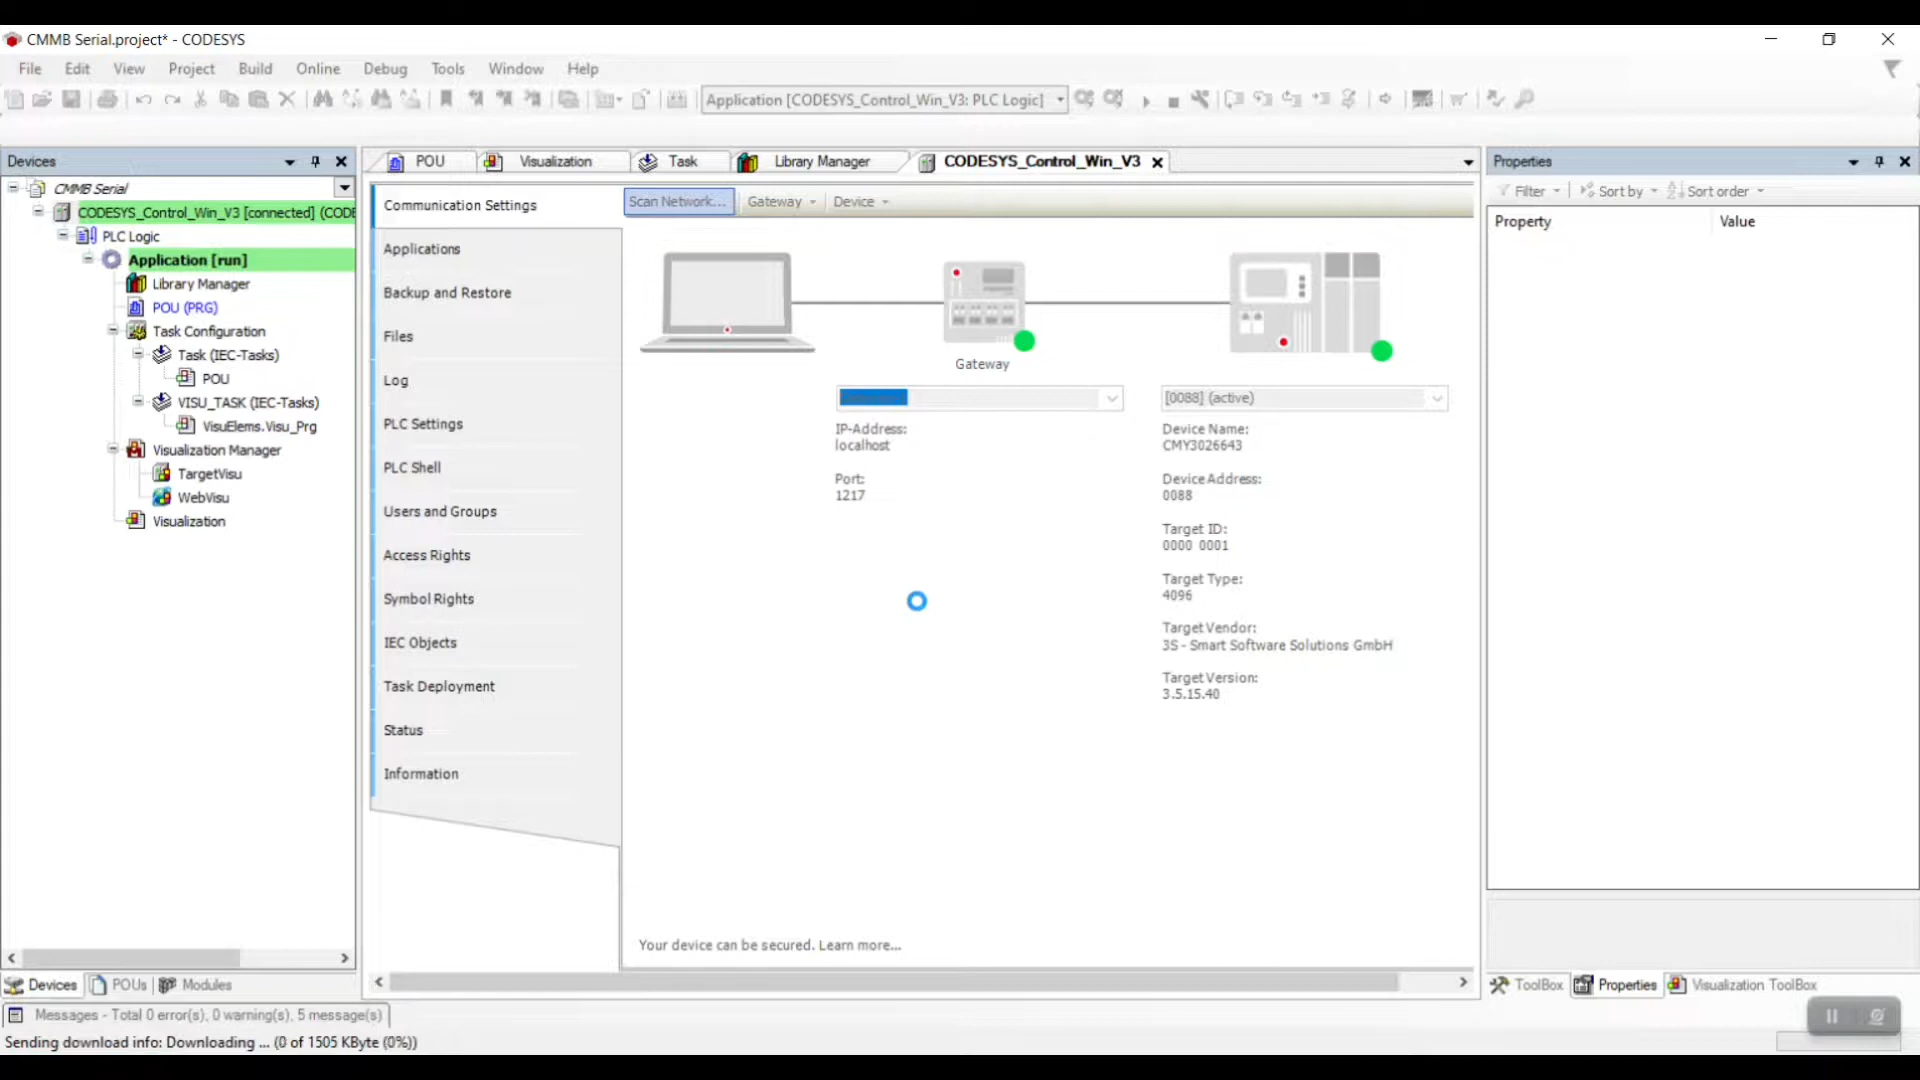 CMMB Serial.project* - CODESYS
File Edit View Project Build Online Debug Tools Window Help
Application [CODESYS_Control_Win_V3: PLC Logic]
Devices
CMMB Serial
CODESYS_Control_Win_V3 [connected] (CODE
PLC Logic
Application [run]
Library Manager
POU (PRG)
Task Configuration
Task (IEC-Tasks)
POU
VISU_TASK (IEC-Tasks)
VisuElems.Visu_Prg
Visualization Manager
TargetVisu
WebVisu
Visualization
Devices POUs Modules
POU Visualization Task Library Manager CODESYS_Control_Win_V3
Communication Settings
Applications
Backup and Restore
Files
Log
PLC Settings
PLC Shell
Users and Groups
Access Rights
Symbol Rights
IEC Objects
Task Deployment
Status
Information
Scan Network... Gateway Device
Gateway
IP-Address:
localhost
Port:
1217
[0088] (active)
Device Name:
CMY3026643
Device Address:
0088
Target ID:
0000 0001
Target Type:
4096
Target Vendor:
3S - Smart Software Solutions GmbH
Target Version:
3.5.15.40
Your device can be secured. Learn more...
Properties
Filter Sort by Sort order
Property Value
ToolBox Properties Visualization ToolBox
Messages - Total 0 error(s), 0 warning(s), 5 message(s)
Sending download info: Downloading ... (0 of 1505 KByte (0%))